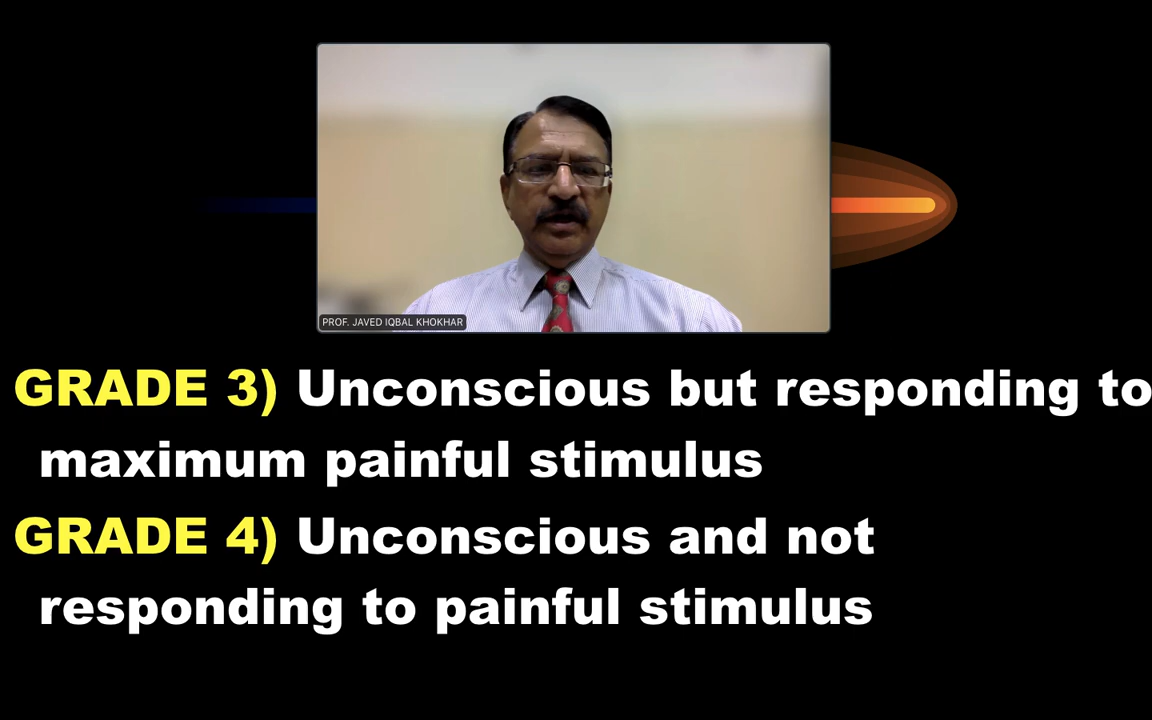 PROF. JAVED IQBAL KHOKHAR
GRADE 3) Unconscious but responding to
maximum painful stimulus
GRADE 4) Unconscious and not
responding to painful stimulus